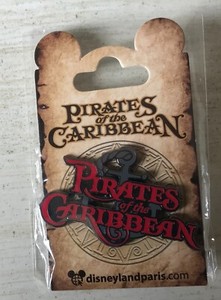 PIRATES
of the
CARIBBEAN
PIRATES
of the
CARIBBEAN
disneylandparis.com